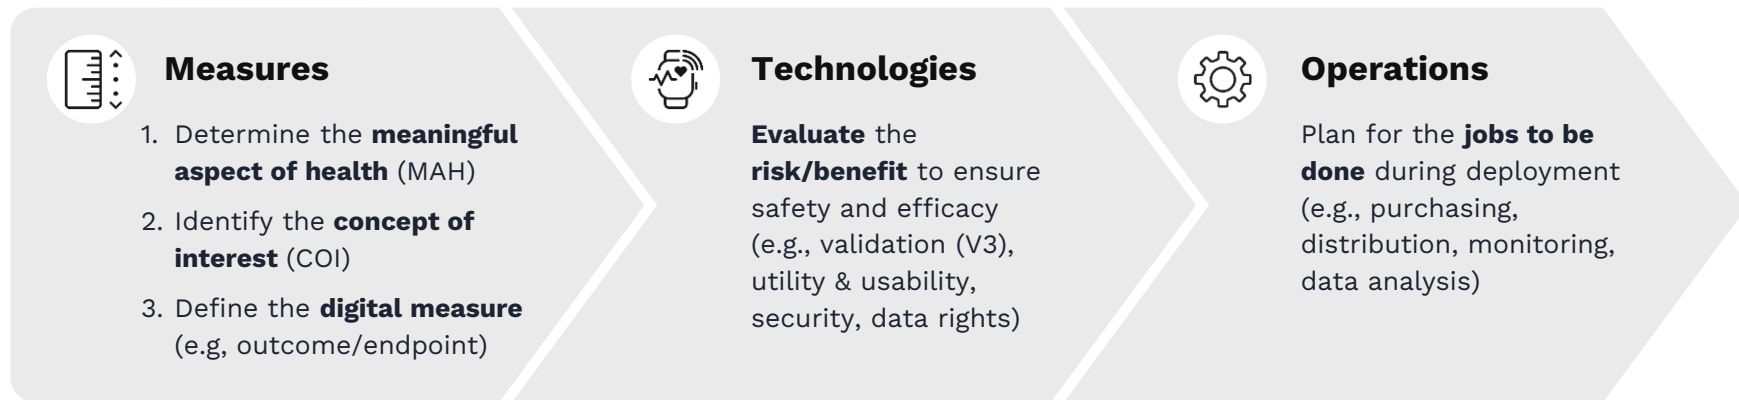 Measures
1. Determine the meaningful
aspect of health (MAH)
2. Identify the concept of
interest (COI)
3. Define the digital measure
(e.g, outcome/endpoint)
Technologies
Evaluate the
risk/benefit to ensure
safety and efficacy
(e.g., validation (V3),
utility & usability,
security, data rights)
Operations
Plan for the jobs to be
done during deployment
(e.g., purchasing,
distribution, monitoring,
data analysis)